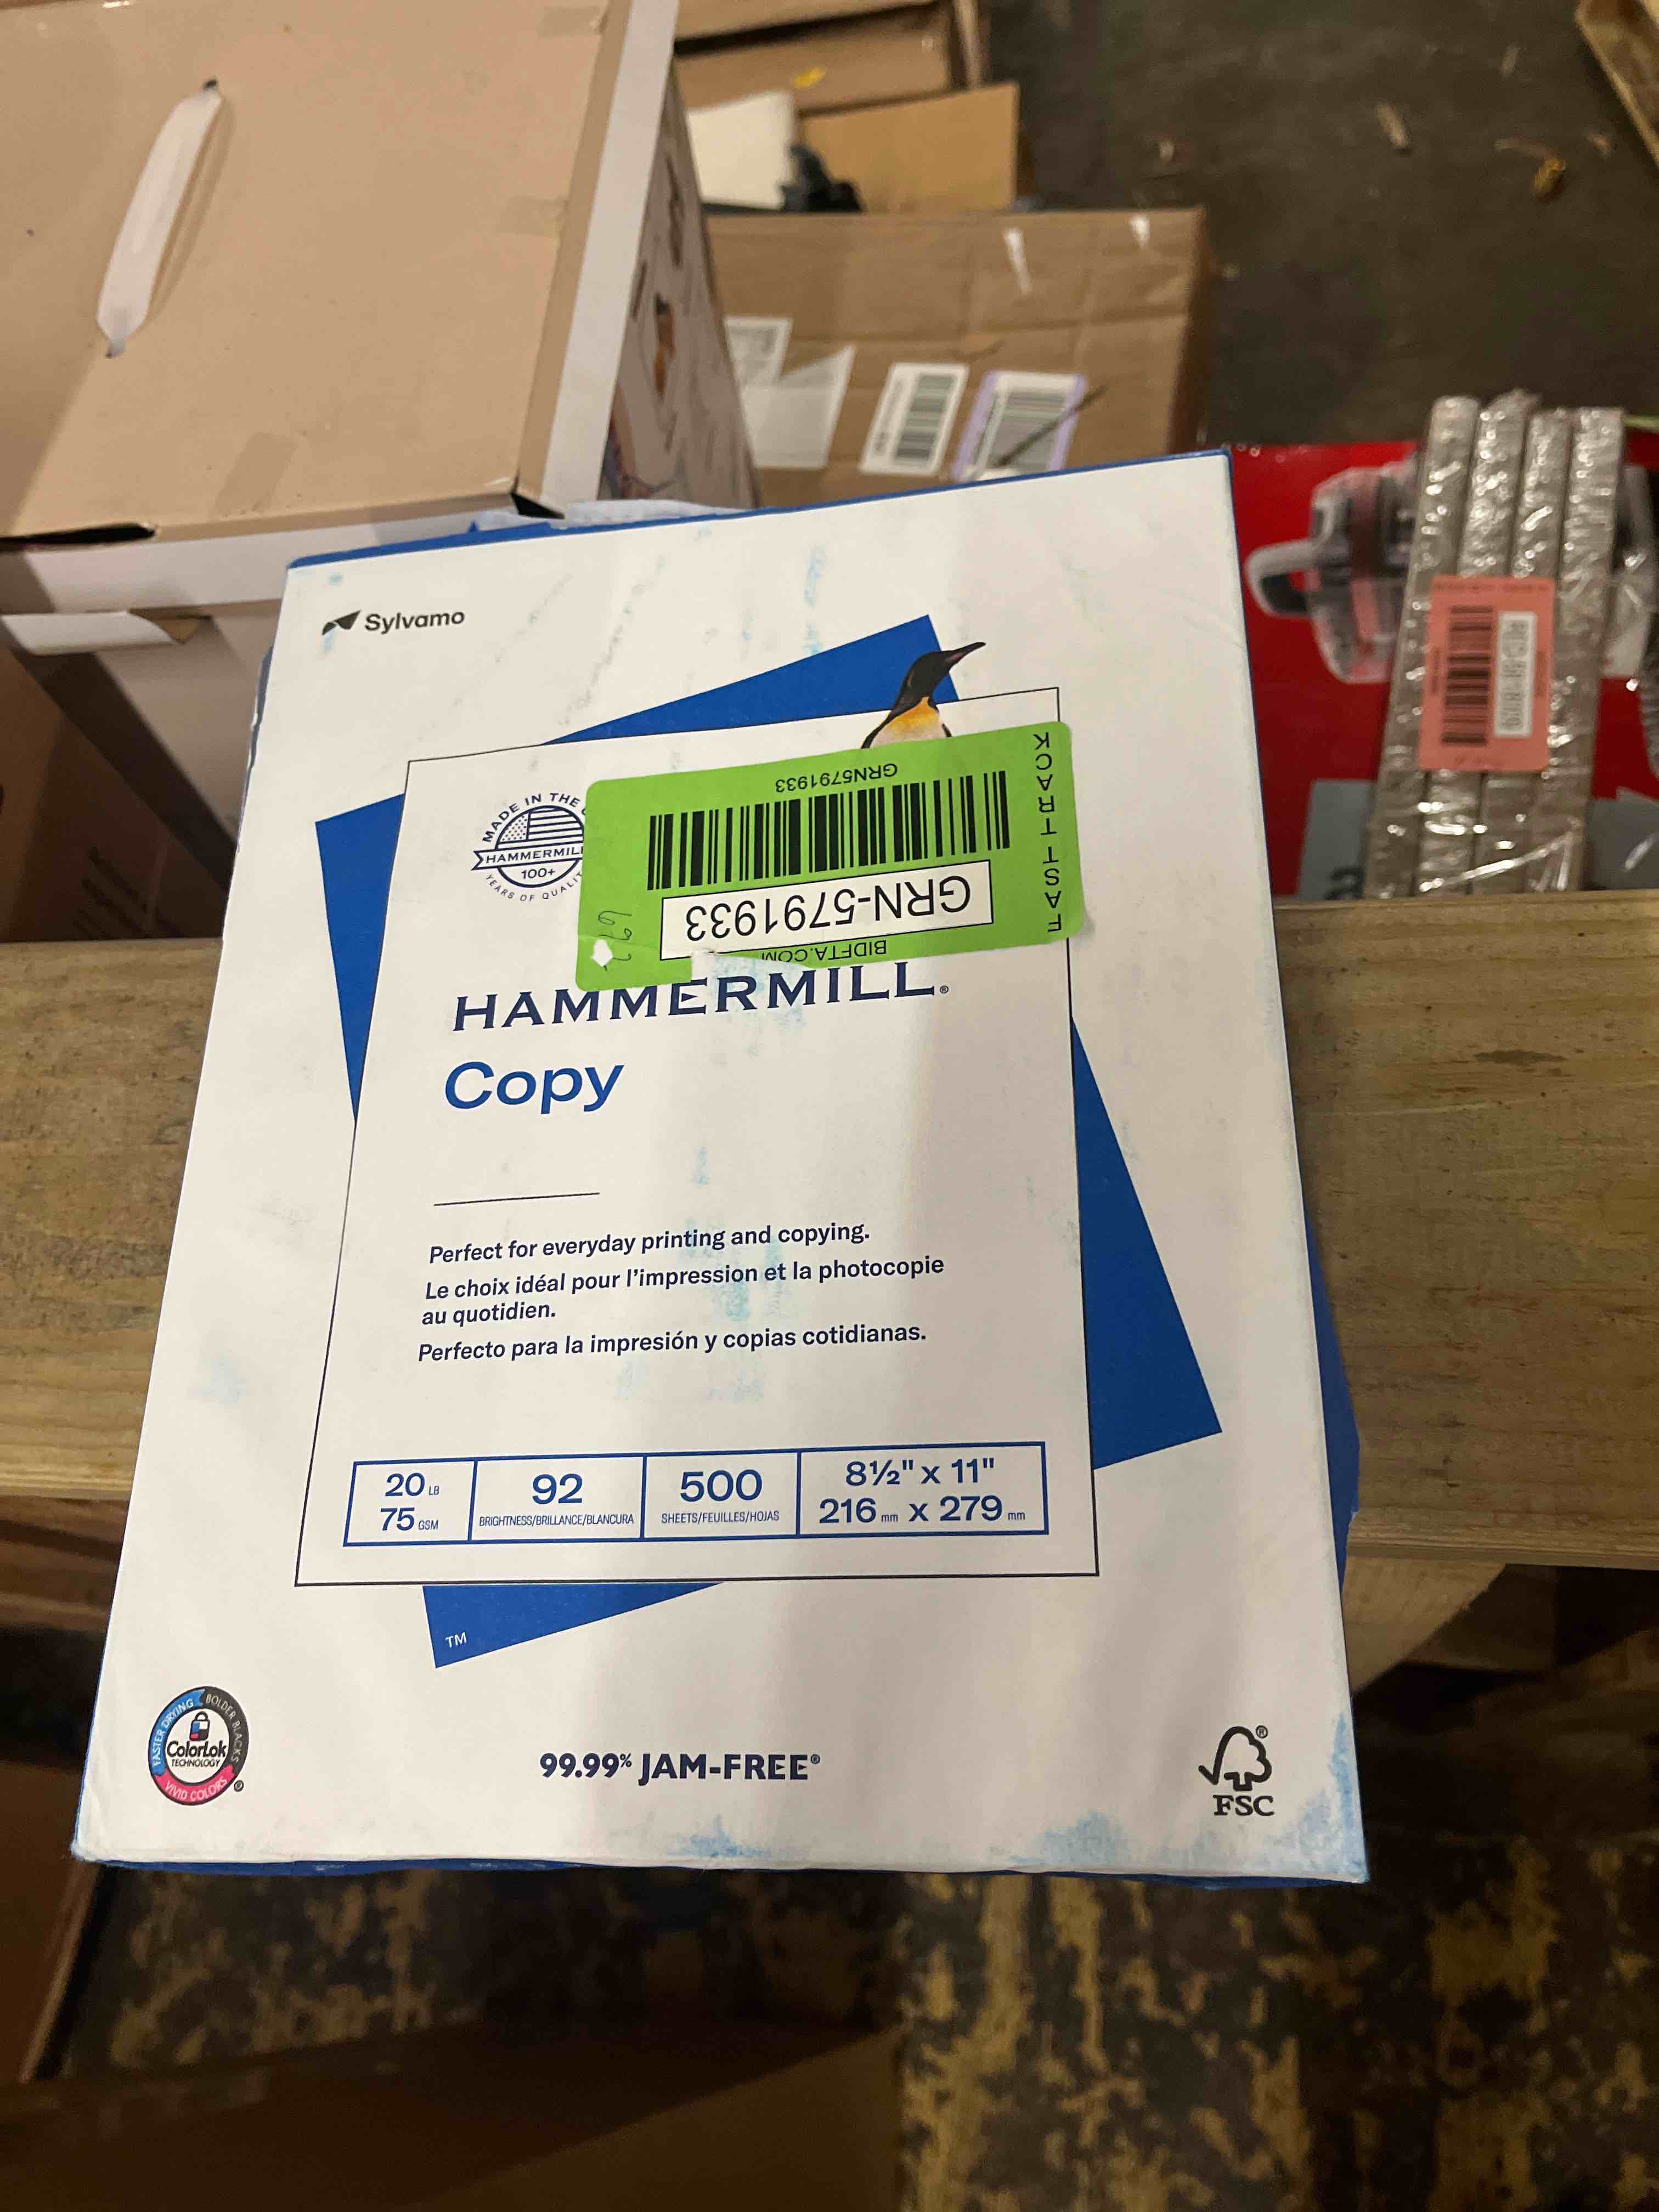 Sylvamo
MADE IN THE
HAMMERMILL
100+
YEARS OF QUALIT
FAST TRACK
GRN5791933
GRN-5791933
BIDFTA.COM
692
HAMMERMILL®
Copy
Perfect for everyday printing and copying.
Le choix idéal pour l'impression et la photocopie
au quotidien.
Perfecto para la impresión y copias cotidianas.
20 LB
75 GSM
92
BRIGHTNESS/BRILLANCE/BLANCURA
500
SHEETS/FEUILLES/HOJAS
8½" x 11"
216 mm x 279 mm
TM
FASTER DRYING
BOLDER BLACKS
ColorLok
TECHNOLOGY
VIVID COLORS
®
99.99% JAM-FREE®
®
FSC